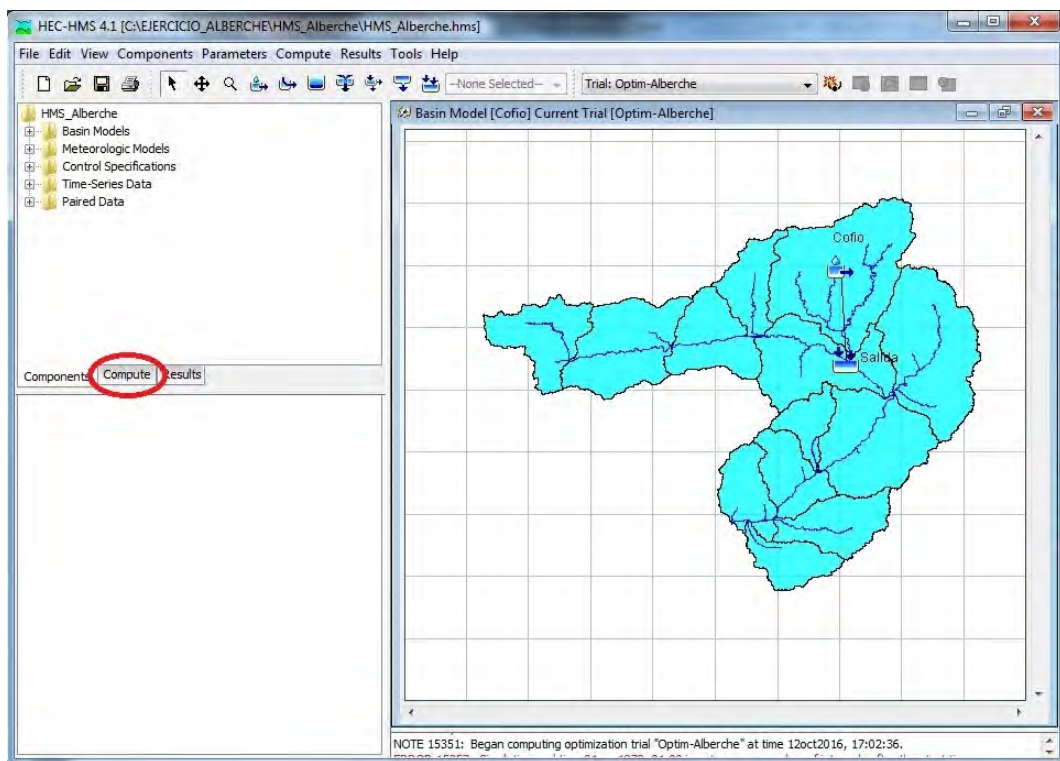 HEC-HMS 4.1 [C:\EJERCICIO_ALBERCHE\HMS_Alberche\HMS_Alberche.hms]
File Edit View Components Parameters Compute Results Tools Help
--None Selected-- Trial: Optim-Alberche
HMS_Alberche
Basin Models
Meteorologic Models
Control Specifications
Time-Series Data
Paired Data
Components Compute Results
Basin Model [Cofio] Current Trial [Optim-Alberche]
Cofio
Salida
NOTE 15351: Began computing optimization trial "Optim-Alberche" at time 12oct2016, 17:02:36.